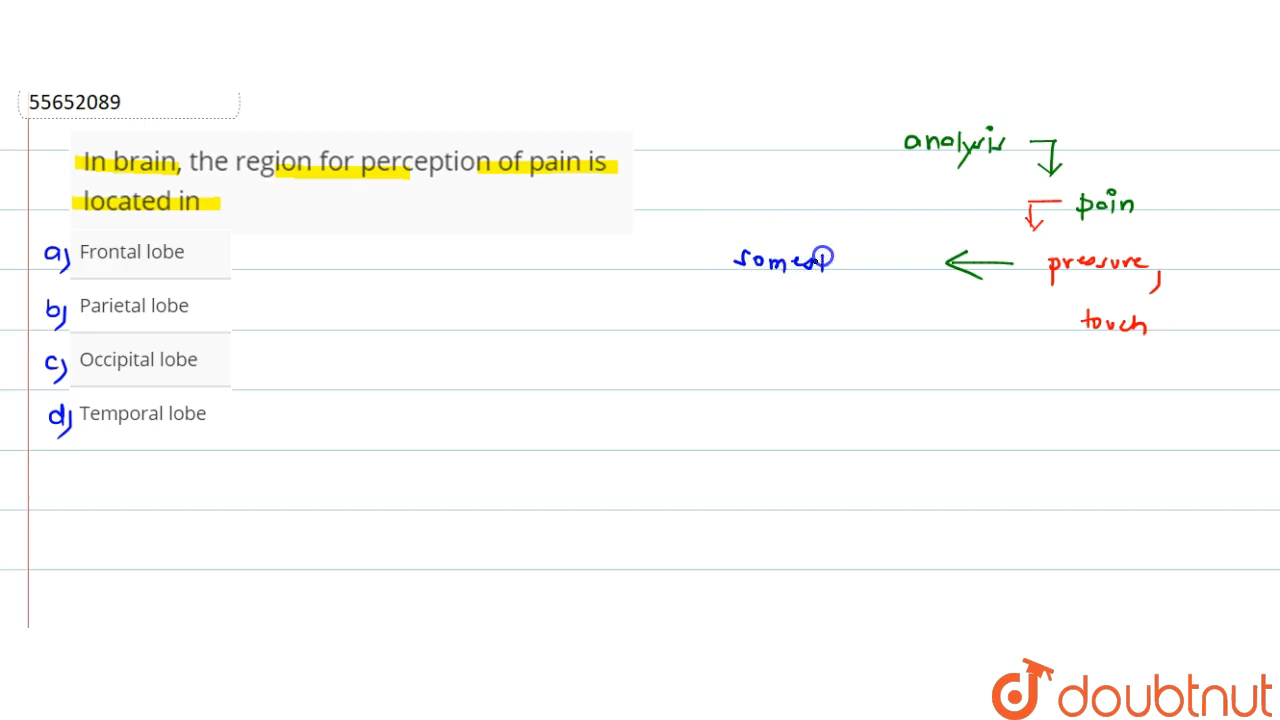 55652089
In brain, the region for perception of pain is
located in
a) Frontal lobe
b) Parietal lobe
c) Occipital lobe
d) Temporal lobe
analysis
pain
pressure,
touch
doubtnut